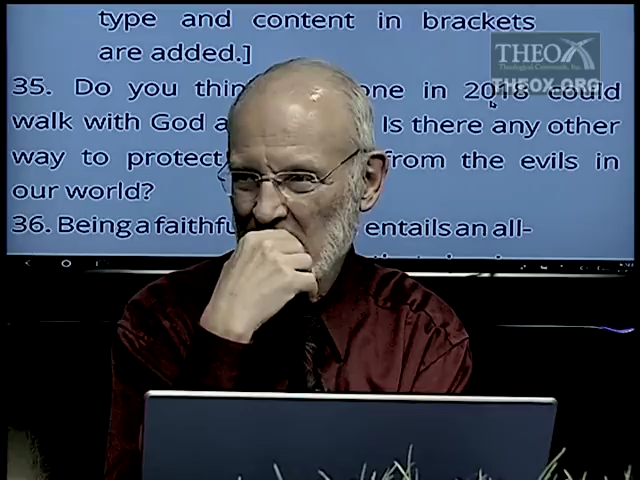 type and content in brackets
are added.]
THEOX
THEOX.ORG
35. Do you one in 2018 could
walk with God Is there any other
way to protect from the evils in
our world?
36. Being a faithfu entails an all-